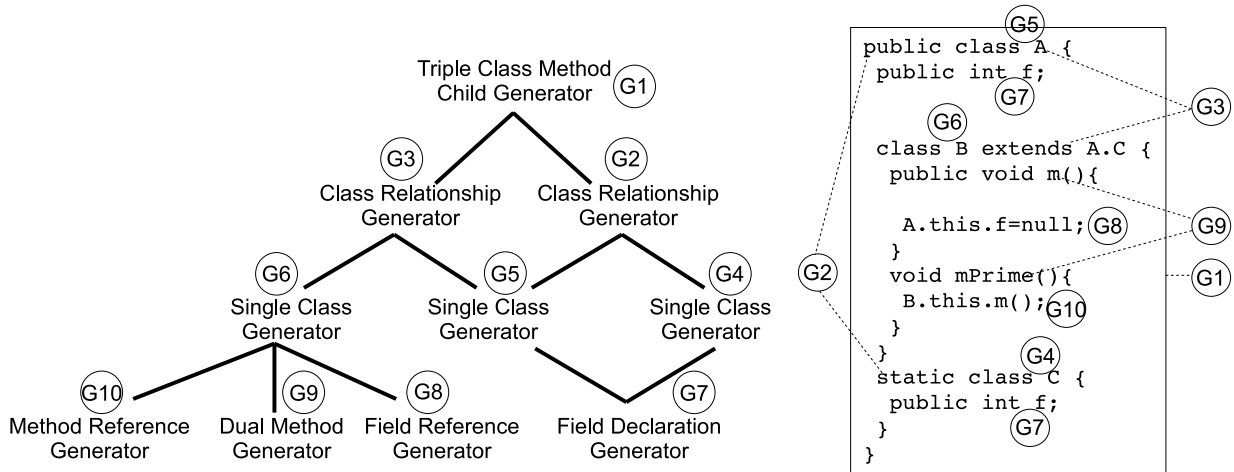 Triple Class Method
Child Generator
G1
G3
G2
Class Relationship
Generator
Class Relationship
Generator
G6
G5
G4
Single Class
Generator
Single Class
Generator
Single Class
Generator
G10
G9
G8
G7
Method Reference
Generator
Dual Method
Generator
Field Reference
Generator
Field Declaration
Generator
G5
public class A {
public int f;
G7
G3
G6
class B extends A.C {
public void m(){
A.this.f=null;
G8
G9
}
G2
void mPrime(){
G1
B.this.m();
G10
}
}
G4
static class C {
public int f;
G7
}
}